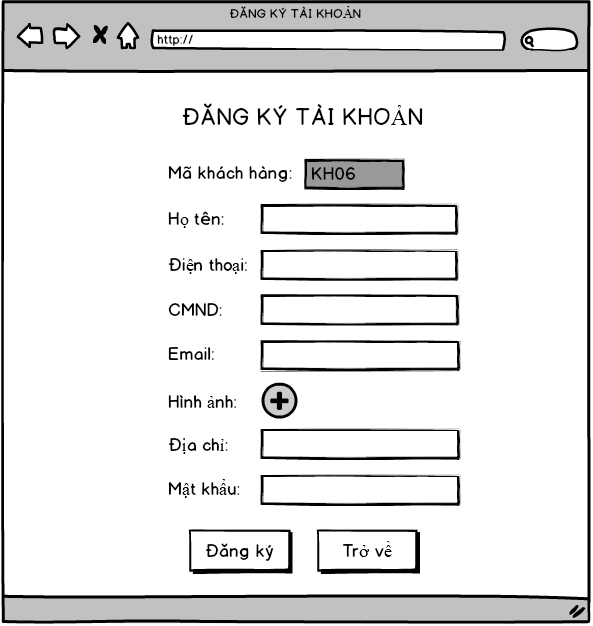 ĐĂNG KÝ TÀI KHOẢN
http://
ĐĂNG KÝ TÀI KHOẢN
Mã khách hàng: KH06
Họ tên:
Điện thoại:
CMND:
Email:
Hình ảnh:
Địa chỉ:
Mật khẩu:
Đăng ký Trở về